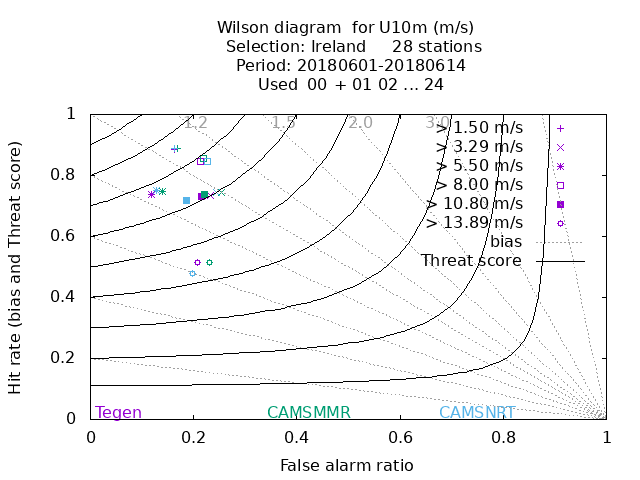 Wilson diagram  for U10m (m/s)
Selection: Ireland     28 stations
Period: 20180601-20180614
Used  00 + 01 02 ... 24
1.2 1.5 2.0 3.0
> 1.50 m/s
> 3.29 m/s
> 5.50 m/s
> 8.00 m/s
> 10.80 m/s
> 13.89 m/s
bias
Threat score
Hit rate (bias and Threat score)
1
0.8
0.6
0.4
0.2
0
Tegen CAMSMMR CAMSNRT
0 0.2 0.4 0.6 0.8 1
False alarm ratio